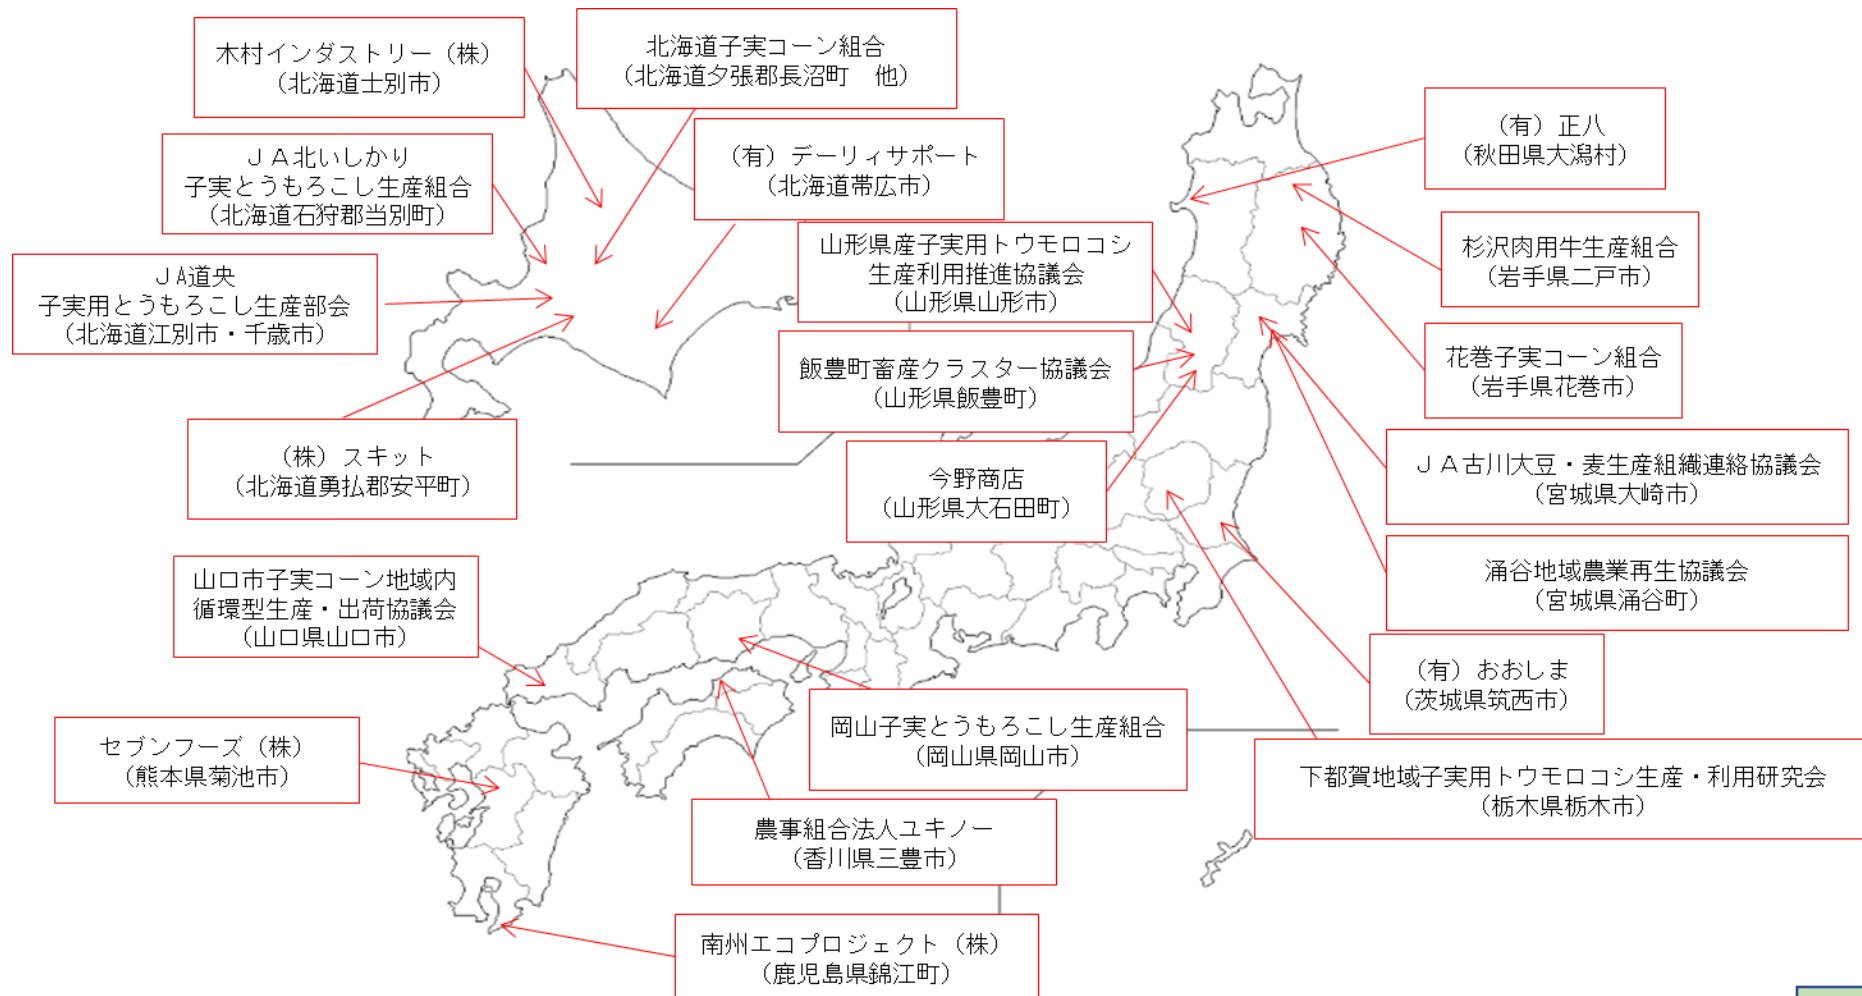 木村インダストリー（株）
（北海道士別市）
北海道子実コーン組合
（北海道夕張郡長沼町　他）
ＪＡ北いしかり
子実とうもろこし生産組合
（北海道石狩郡当別町）
（有）デーリィサポート
（北海道帯広市）
ＪＡ道央
子実用とうもろこし生産部会
（北海道江別市・千歳市）
（株）スキット
（北海道勇払郡安平町）
（有）正八
（秋田県大潟村）
杉沢肉用牛生産組合
（岩手県二戸市）
花巻子実コーン組合
（岩手県花巻市）
山形県産子実用トウモロコシ
生産利用推進協議会
（山形県山形市）
飯豊町畜産クラスター協議会
（山形県飯豊町）
今野商店
（山形県大石田町）
ＪＡ古川大豆・麦生産組織連絡協議会
（宮城県大崎市）
涌谷地域農業再生協議会
（宮城県涌谷町）
（有）おおしま
（茨城県筑西市）
下都賀地域子実用トウモロコシ生産・利用研究会
（栃木県栃木市）
山口市子実コーン地域内
循環型生産・出荷協議会
（山口県山口市）
岡山子実とうもろこし生産組合
（岡山県岡山市）
セブンフーズ（株）
（熊本県菊池市）
農事組合法人ユキノー
（香川県三豊市）
南州エコプロジェクト（株）
（鹿児島県錦江町）